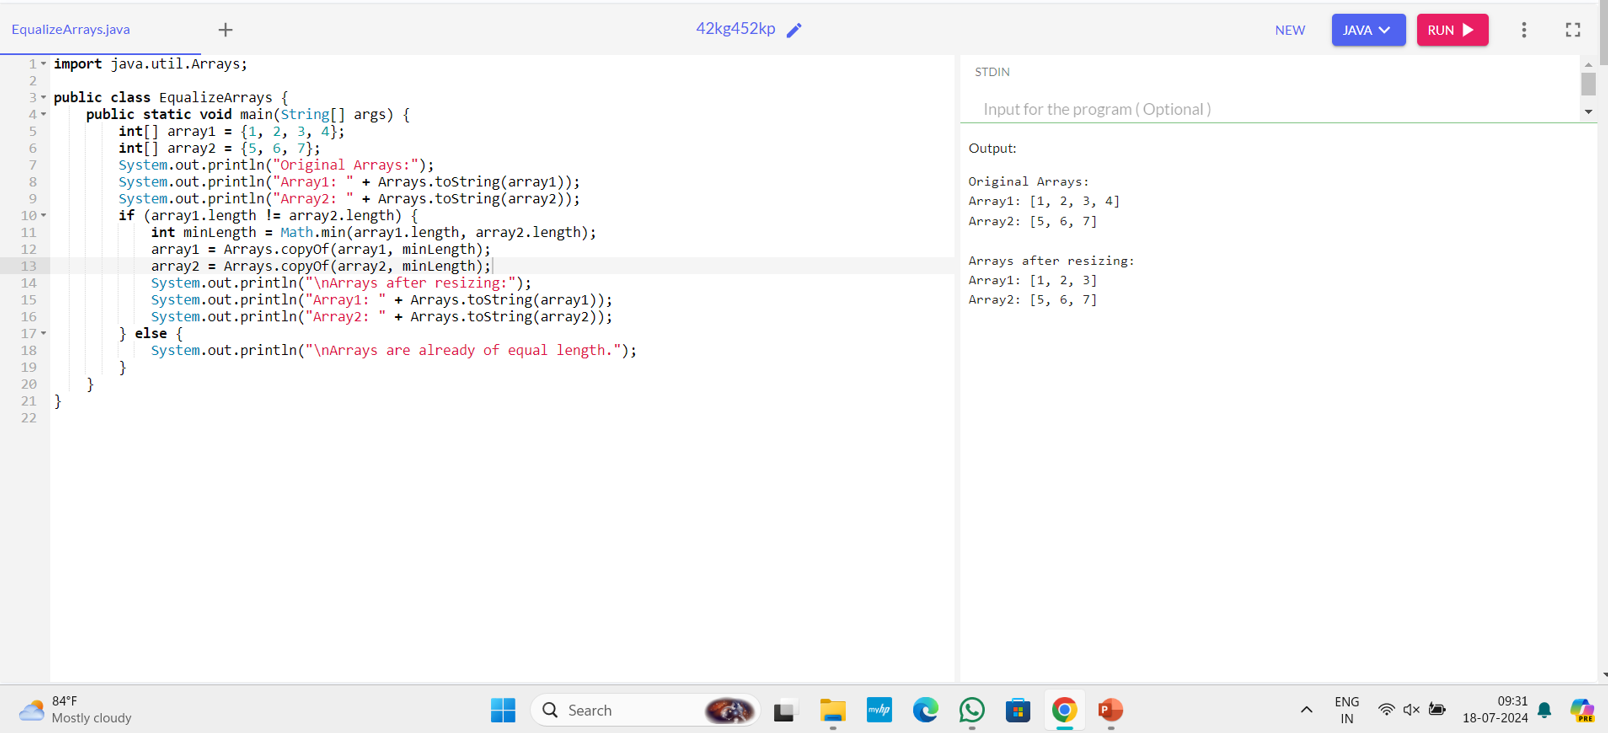 EqualizeArrays.java
+
42kg452kp
NEW
JAVA
RUN
1 import java.util.Arrays;
2
3 public class EqualizeArrays {
4     public static void main(String[] args) {
5         int[] array1 = {1, 2, 3, 4};
6         int[] array2 = {5, 6, 7};
7         System.out.println("Original Arrays:");
8         System.out.println("Array1: " + Arrays.toString(array1));
9         System.out.println("Array2: " + Arrays.toString(array2));
10         if (array1.length != array2.length) {
11             int minLength = Math.min(array1.length, array2.length);
12             array1 = Arrays.copyOf(array1, minLength);
13             array2 = Arrays.copyOf(array2, minLength);
14             System.out.println("\nArrays after resizing:");
15             System.out.println("Array1: " + Arrays.toString(array1));
16             System.out.println("Array2: " + Arrays.toString(array2));
17         } else {
18             System.out.println("\nArrays are already of equal length.");
19         }
20     }
21 }
22
STDIN
Input for the program ( Optional )
Output:
Original Arrays:
Array1: [1, 2, 3, 4]
Array2: [5, 6, 7]
Arrays after resizing:
Array1: [1, 2, 3]
Array2: [5, 6, 7]
84°F
Mostly cloudy
Search
myhp
P
ENG
IN
09:31
18-07-2024
PRE